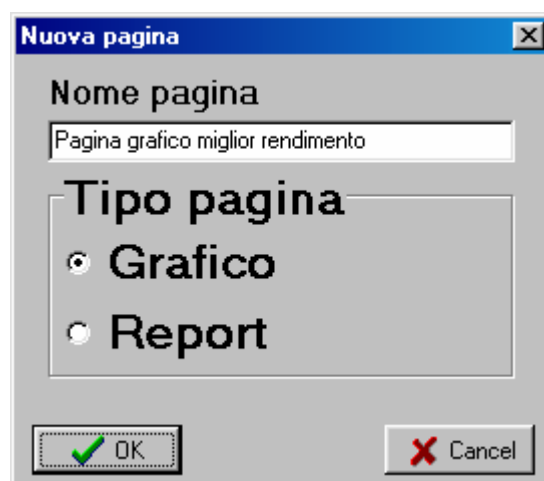 Nuova pagina
Nome pagina
Pagina grafico miglior rendimento
Tipo pagina
Grafico
Report
OK
Cancel